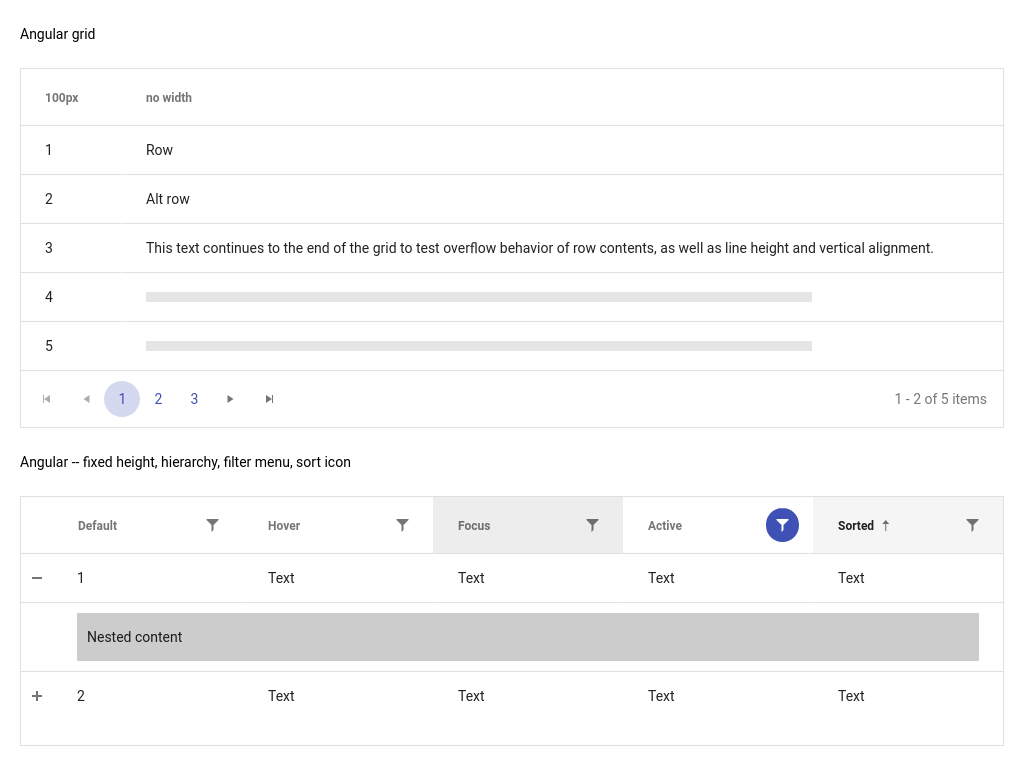 Angular grid
100px no width
1 Row
2 Alt row
3 This text continues to the end of the grid to test overflow behavior of row contents, as well as line height and vertical alignment.
4
5
1 2 3 1 - 2 of 5 items
Angular -- fixed height, hierarchy, filter menu, sort icon
Default Hover Focus Active Sorted
1 Text Text Text Text
Nested content
2 Text Text Text Text